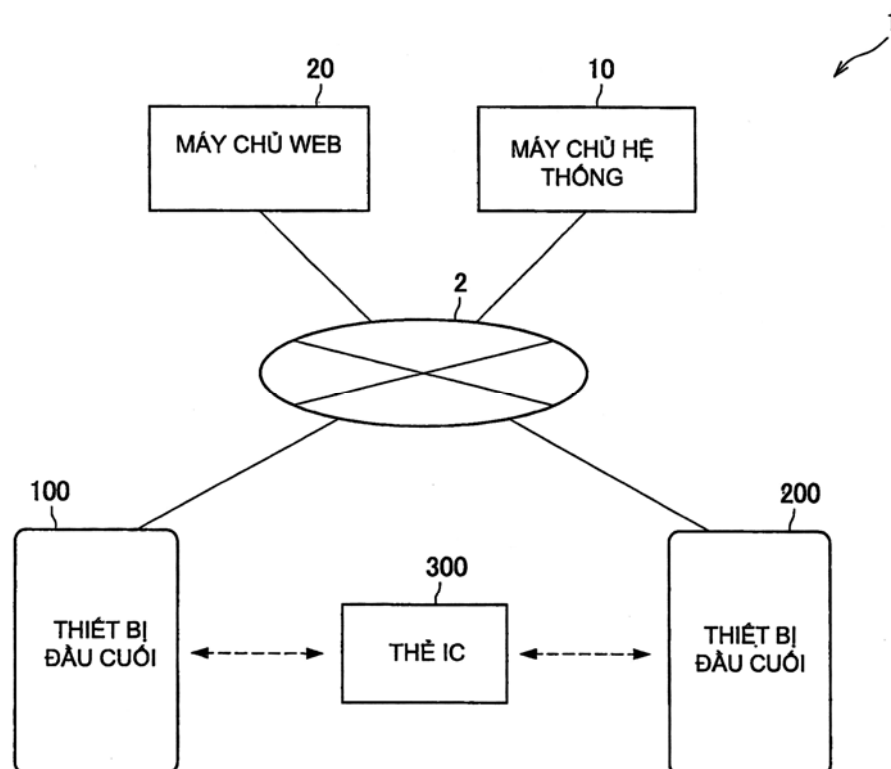 1
20
10
MÁY CHỦ WEB
MÁY CHỦ HỆ
THỐNG
2
100
200
300
THIẾT BỊ
ĐẦU CUỐI
THẺ IC
THIẾT BỊ
ĐẦU CUỐI